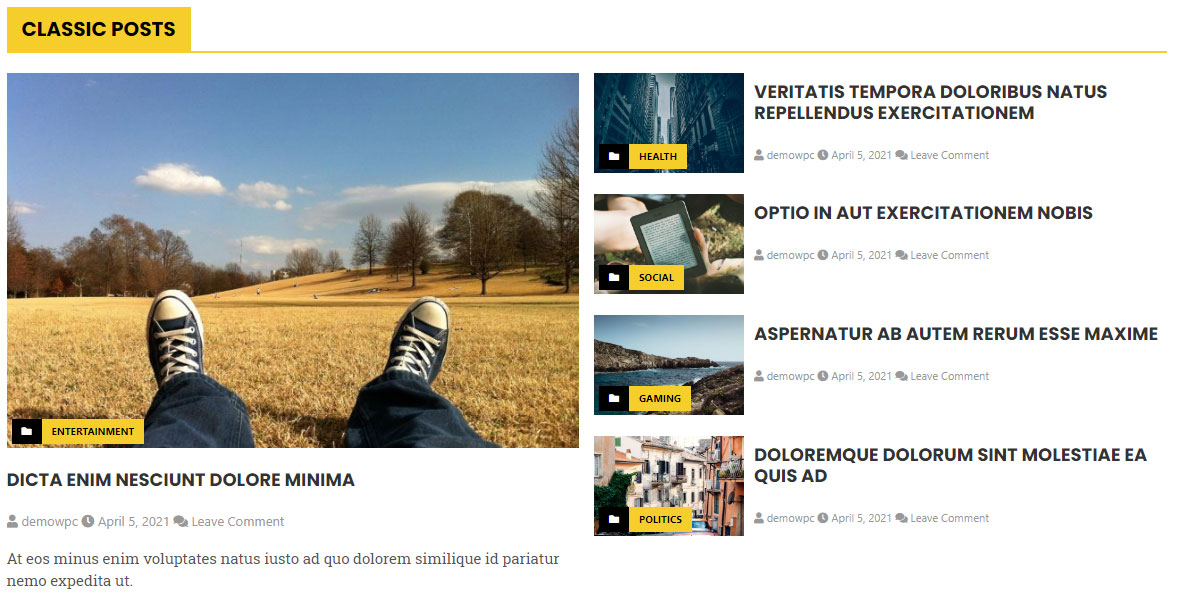 CLASSIC POSTS
ENTERTAINMENT
DICTA ENIM NESCIUNT DOLORE MINIMA
demowpc April 5, 2021 Leave Comment
At eos minus enim voluptates natus iusto ad quo dolorem similique id pariatur
nemo expedita ut.
HEALTH
VERITATIS TEMPORA DOLORIBUS NATUS
REPELLENDUS EXERCITATIONEM
demowpc April 5, 2021 Leave Comment
SOCIAL
OPTIO IN AUT EXERCITATIONEM NOBIS
demowpc April 5, 2021 Leave Comment
GAMING
ASPERNATUR AB AUTEM RERUM ESSE MAXIME
demowpc April 5, 2021 Leave Comment
POLITICS
DOLOREMQUE DOLORUM SINT MOLESTIAE EA
QUIS AD
demowpc April 5, 2021 Leave Comment